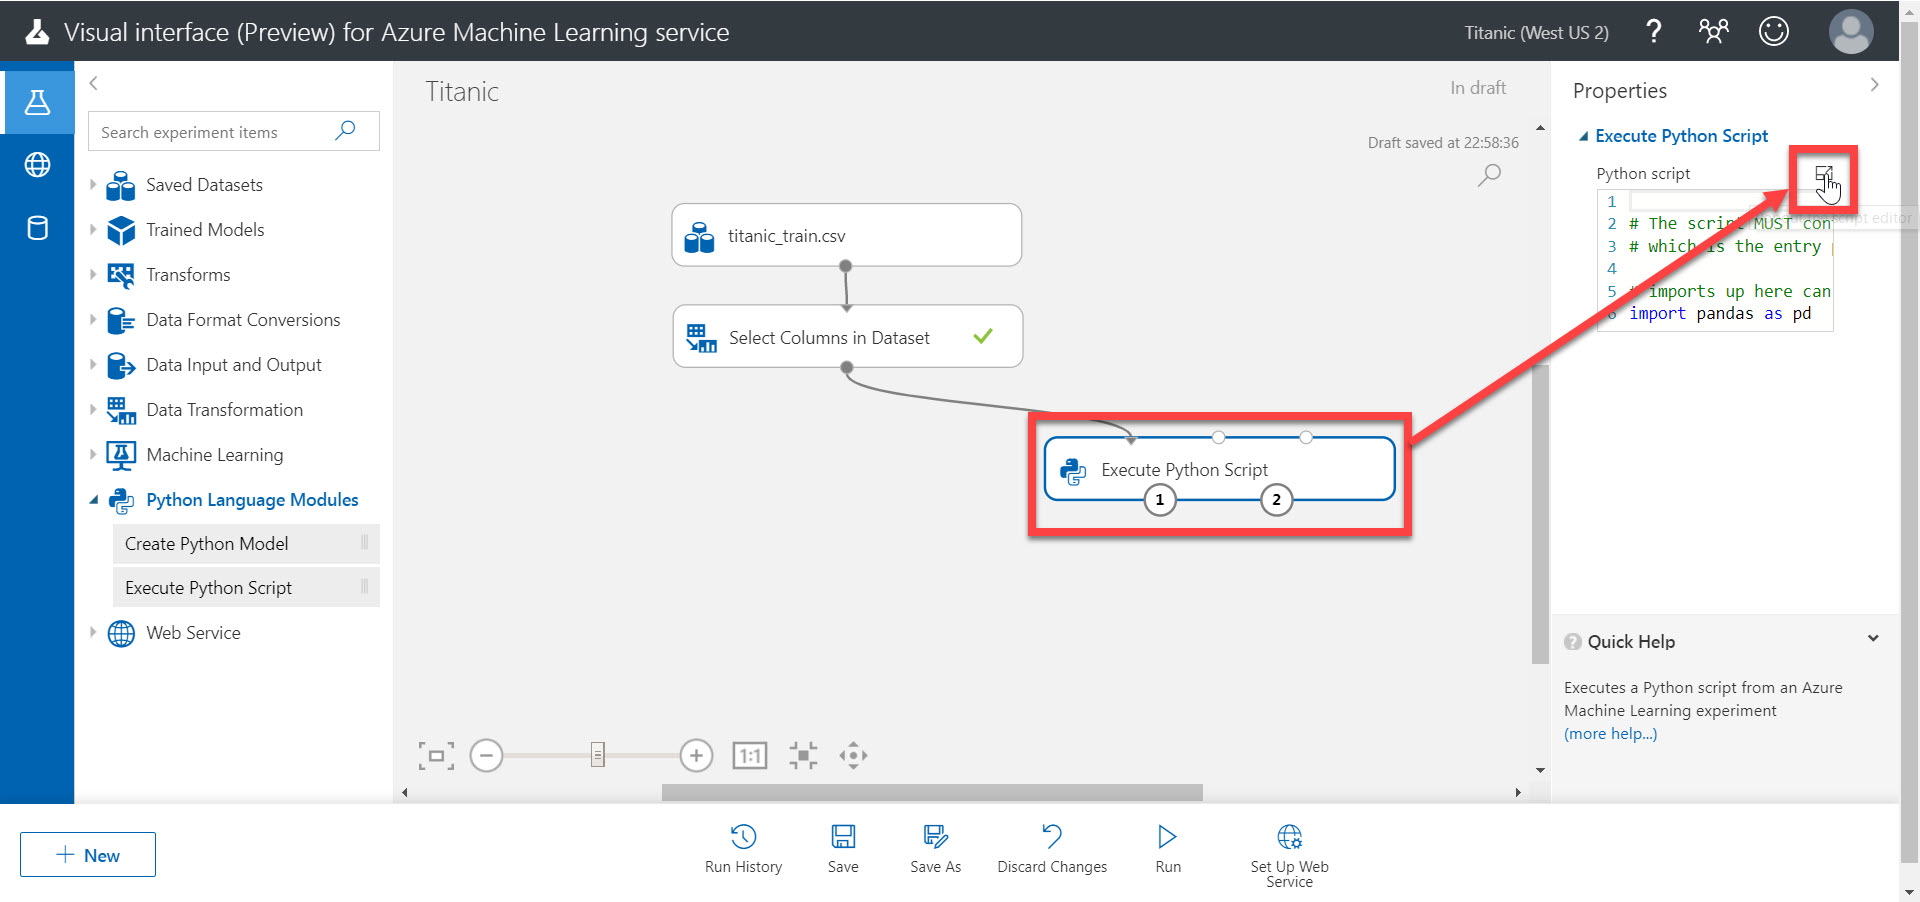 Visual interface (Preview) for Azure Machine Learning service
Titanic (West US 2)
?
Search experiment items
Saved Datasets
Trained Models
Transforms
Data Format Conversions
Data Input and Output
Data Transformation
Machine Learning
Python Language Modules
Create Python Model
Execute Python Script
Web Service
Titanic
In draft
Draft saved at 22:58:36
titanic_train.csv
Select Columns in Dataset
Execute Python Script
1 2
1:1
Properties
Execute Python Script
Python script
script editor
1
2 # The script MUST con
3 # which is the entry
4
5 # imports up here can
6 import pandas as pd
? Quick Help
Executes a Python script from an Azure
Machine Learning experiment
(more help...)
New
Run History
Save
Save As
Discard Changes
Run
Set Up Web
Service